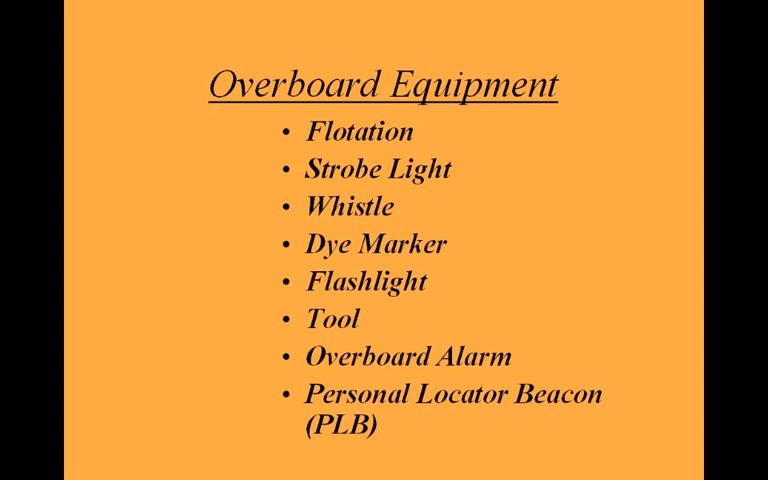 Overboard Equipment
• Flotation
• Strobe Light
• Whistle
• Dye Marker
• Flashlight
• Tool
• Overboard Alarm
• Personal Locator Beacon
(PLB)